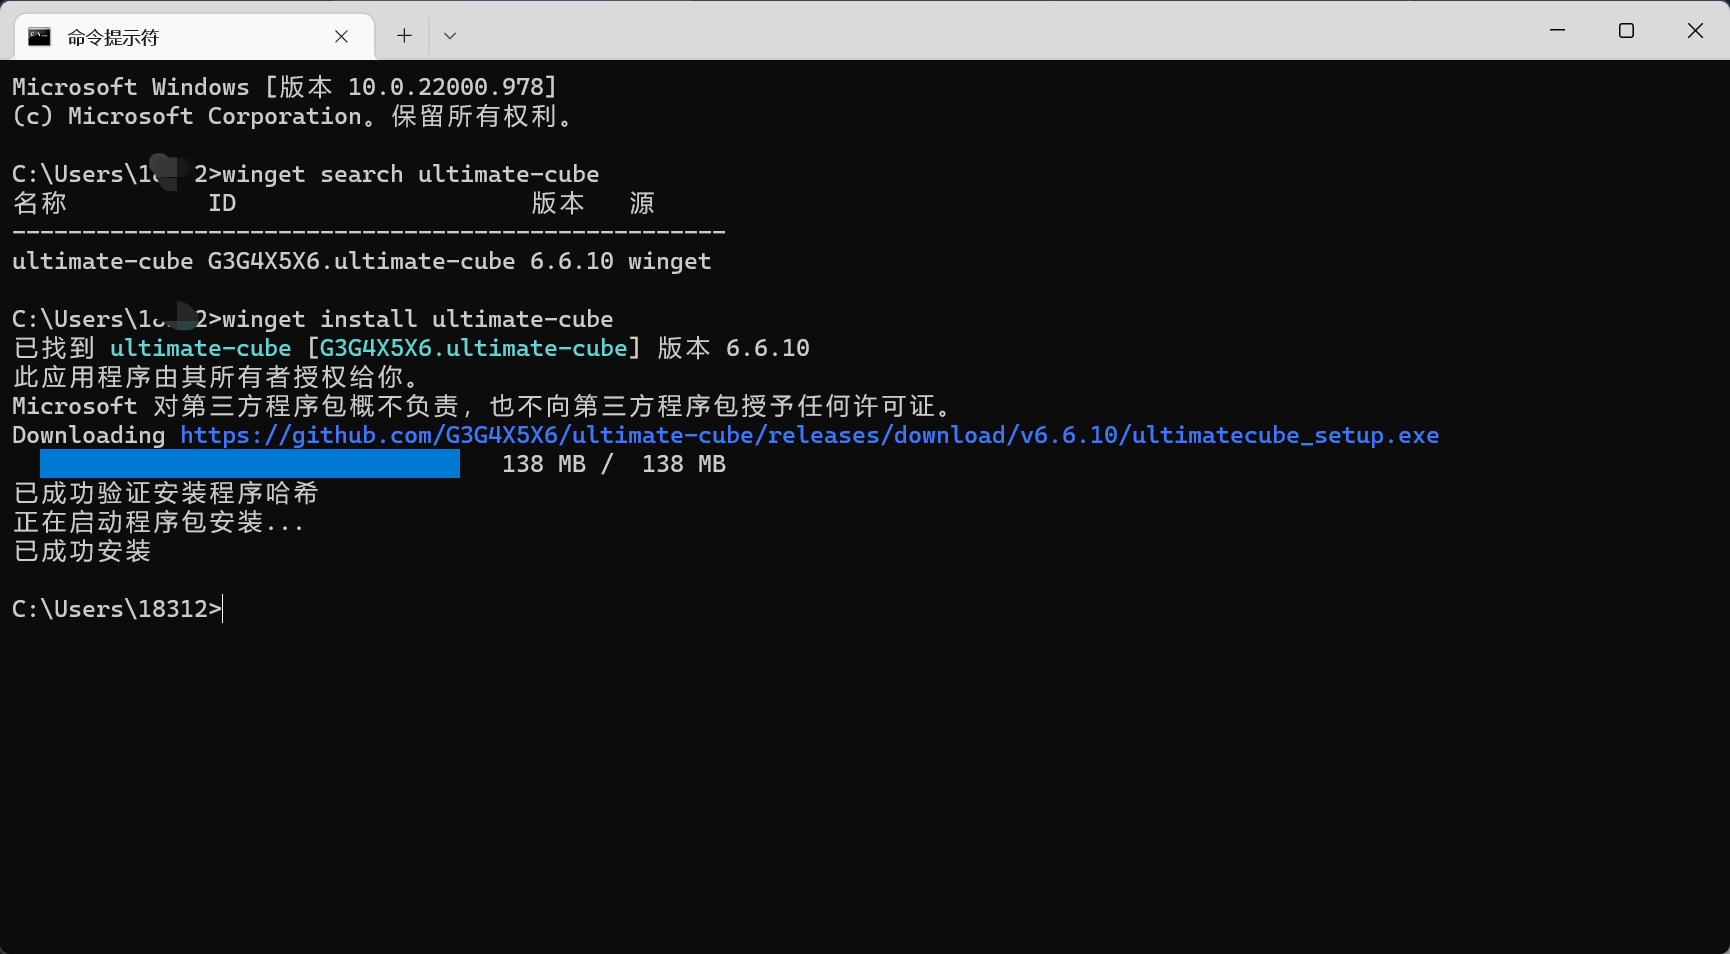 命令提示符
Microsoft Windows [版本 10.0.22000.978]
(c) Microsoft Corporation。保留所有权利。
C:\Users\1 2>winget search ultimate-cube
名称 ID 版本 源
---------------------------------------------------
ultimate-cube G3G4X5X6.ultimate-cube 6.6.10 winget
C:\Users\1 2>winget install ultimate-cube
已找到 ultimate-cube [G3G4X5X6.ultimate-cube] 版本 6.6.10
此应用程序由其所有者授权给你。
Microsoft 对第三方程序包概不负责，也不向第三方程序包授予任何许可证。
Downloading https://github.com/G3G4X5X6/ultimate-cube/releases/download/v6.6.10/ultimatecube_setup.exe
138 MB / 138 MB
已成功验证安装程序哈希
正在启动程序包安装...
已成功安装
C:\Users\18312>